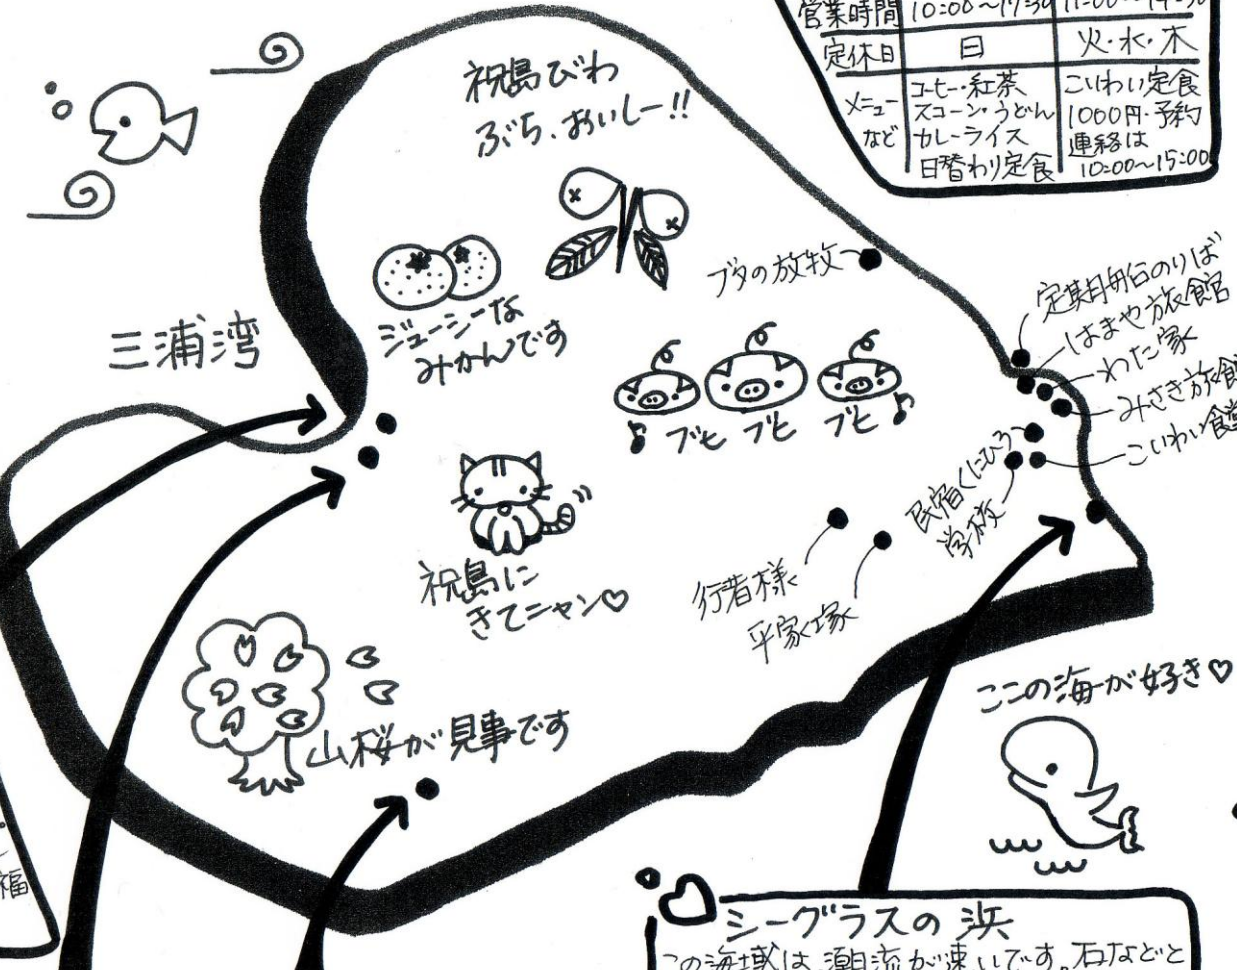 営業時間 10:00〜17:30 11:00〜14:30
定休日 日 火・水・木
メニューなど
コーヒー・紅茶
スコーン・うどん
カレーライス
日替わり定食
こいわい定食
1000円・予約
連絡は
10:00〜15:00
祝島びわ
ぶち、おいしー!!
ジューシーな
みかんです
三浦湾
ブタの放牧
ブヒ ブヒ ブヒ
定期船のりば
はまや旅館
わた家
みさき旅館
こいわい食堂
民宿くにひろ
学校
行者様
平家塚
祝島に
きてニャン♡
山桜が見事です
ここの海が好き♡
福
シーグラスの浜
この海域は、潮流が速いです。石などと